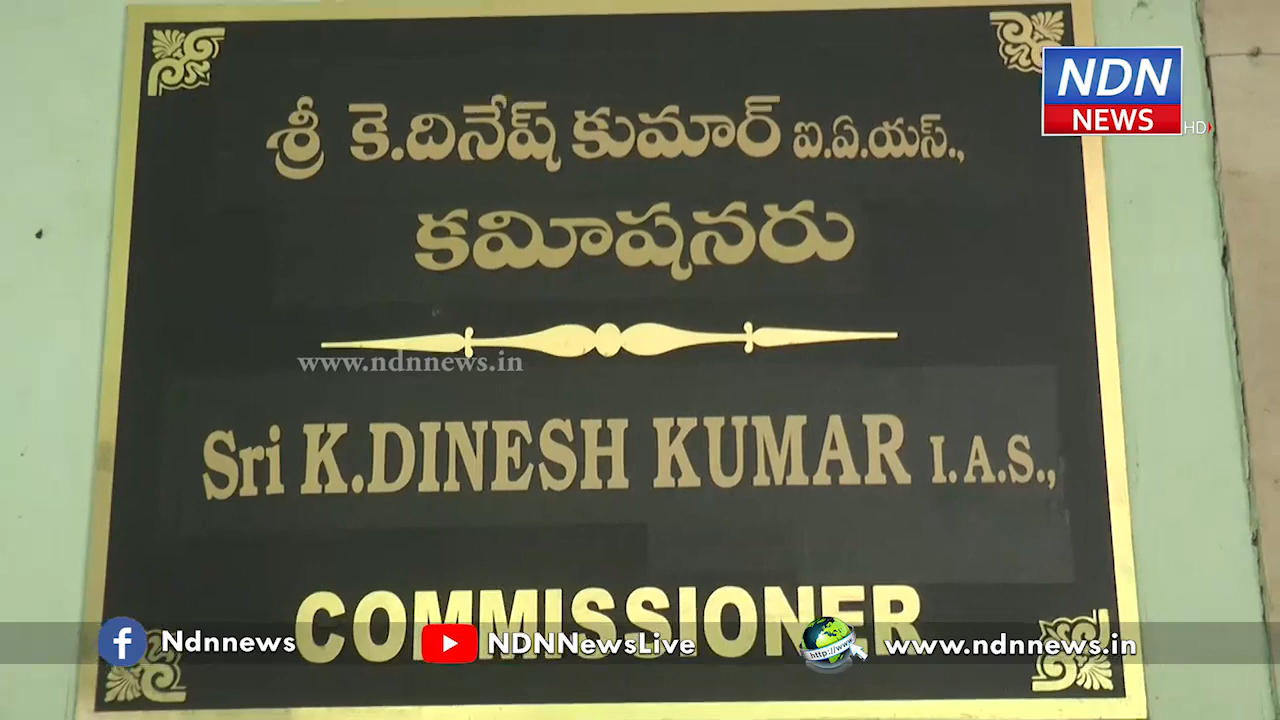 శ్రీ కె.దినేష్ కుమార్ ఐ.ఏ.యస్.,
కమిషనరు
NDN
NEWS
HD
www.ndnnews.in
Sri K.DINESH KUMAR I.A.S.,
COMMISSIONER
Ndnnews
NDNNewsLive
http://www
www.ndnnews.in